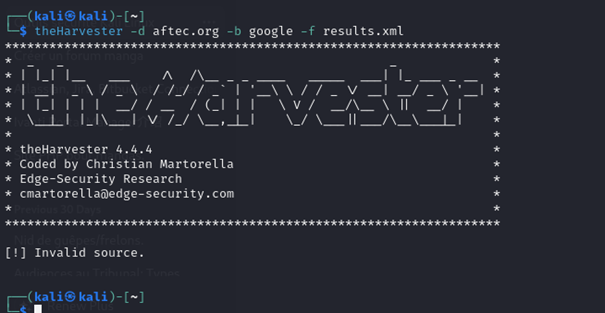 (kali㉿kali)-[~]
$ theHarvester -d aftec.org -b google -f results.xml
*******************************************************************
theHarvester
* theHarvester 4.4.4
* Coded by Christian Martorella
* Edge-Security Research
* cmartorella@edge-security.com
*
*******************************************************************
[!] Invalid source.
(kali㉿kali)-[~]
$